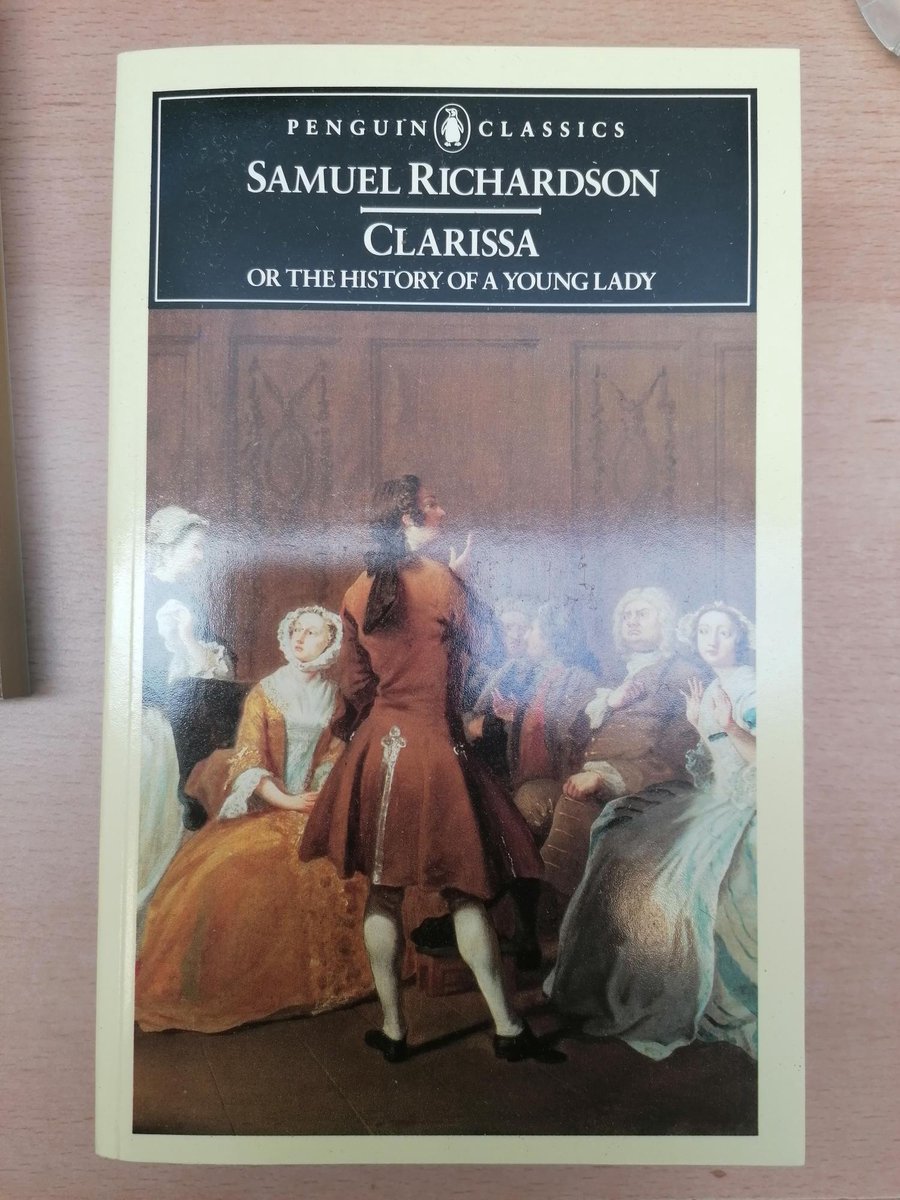 PENGUIN CLASSICS
SAMUEL RICHARDSON
CLARISSA
OR THE HISTORY OF A YOUNG LADY